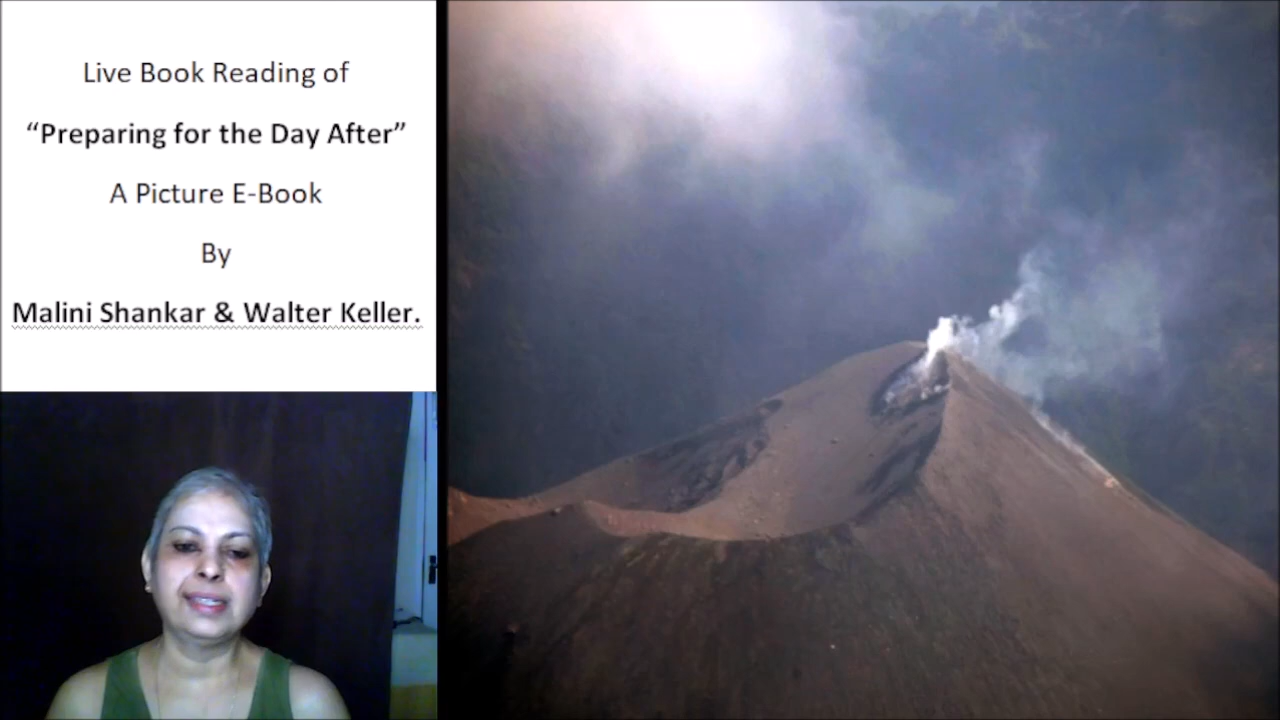 Live Book Reading of
“Preparing for the Day After”
A Picture E-Book
By
Malini Shankar & Walter Keller.